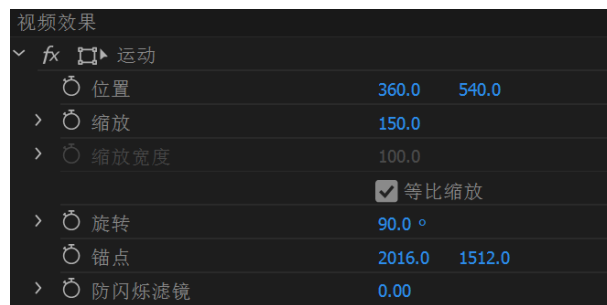 视频效果
fx 运动
位置 360.0 540.0
缩放 150.0
缩放宽度 100.0
等比缩放
旋转 90.0 °
锚点 2016.0 1512.0
防闪烁滤镜 0.00